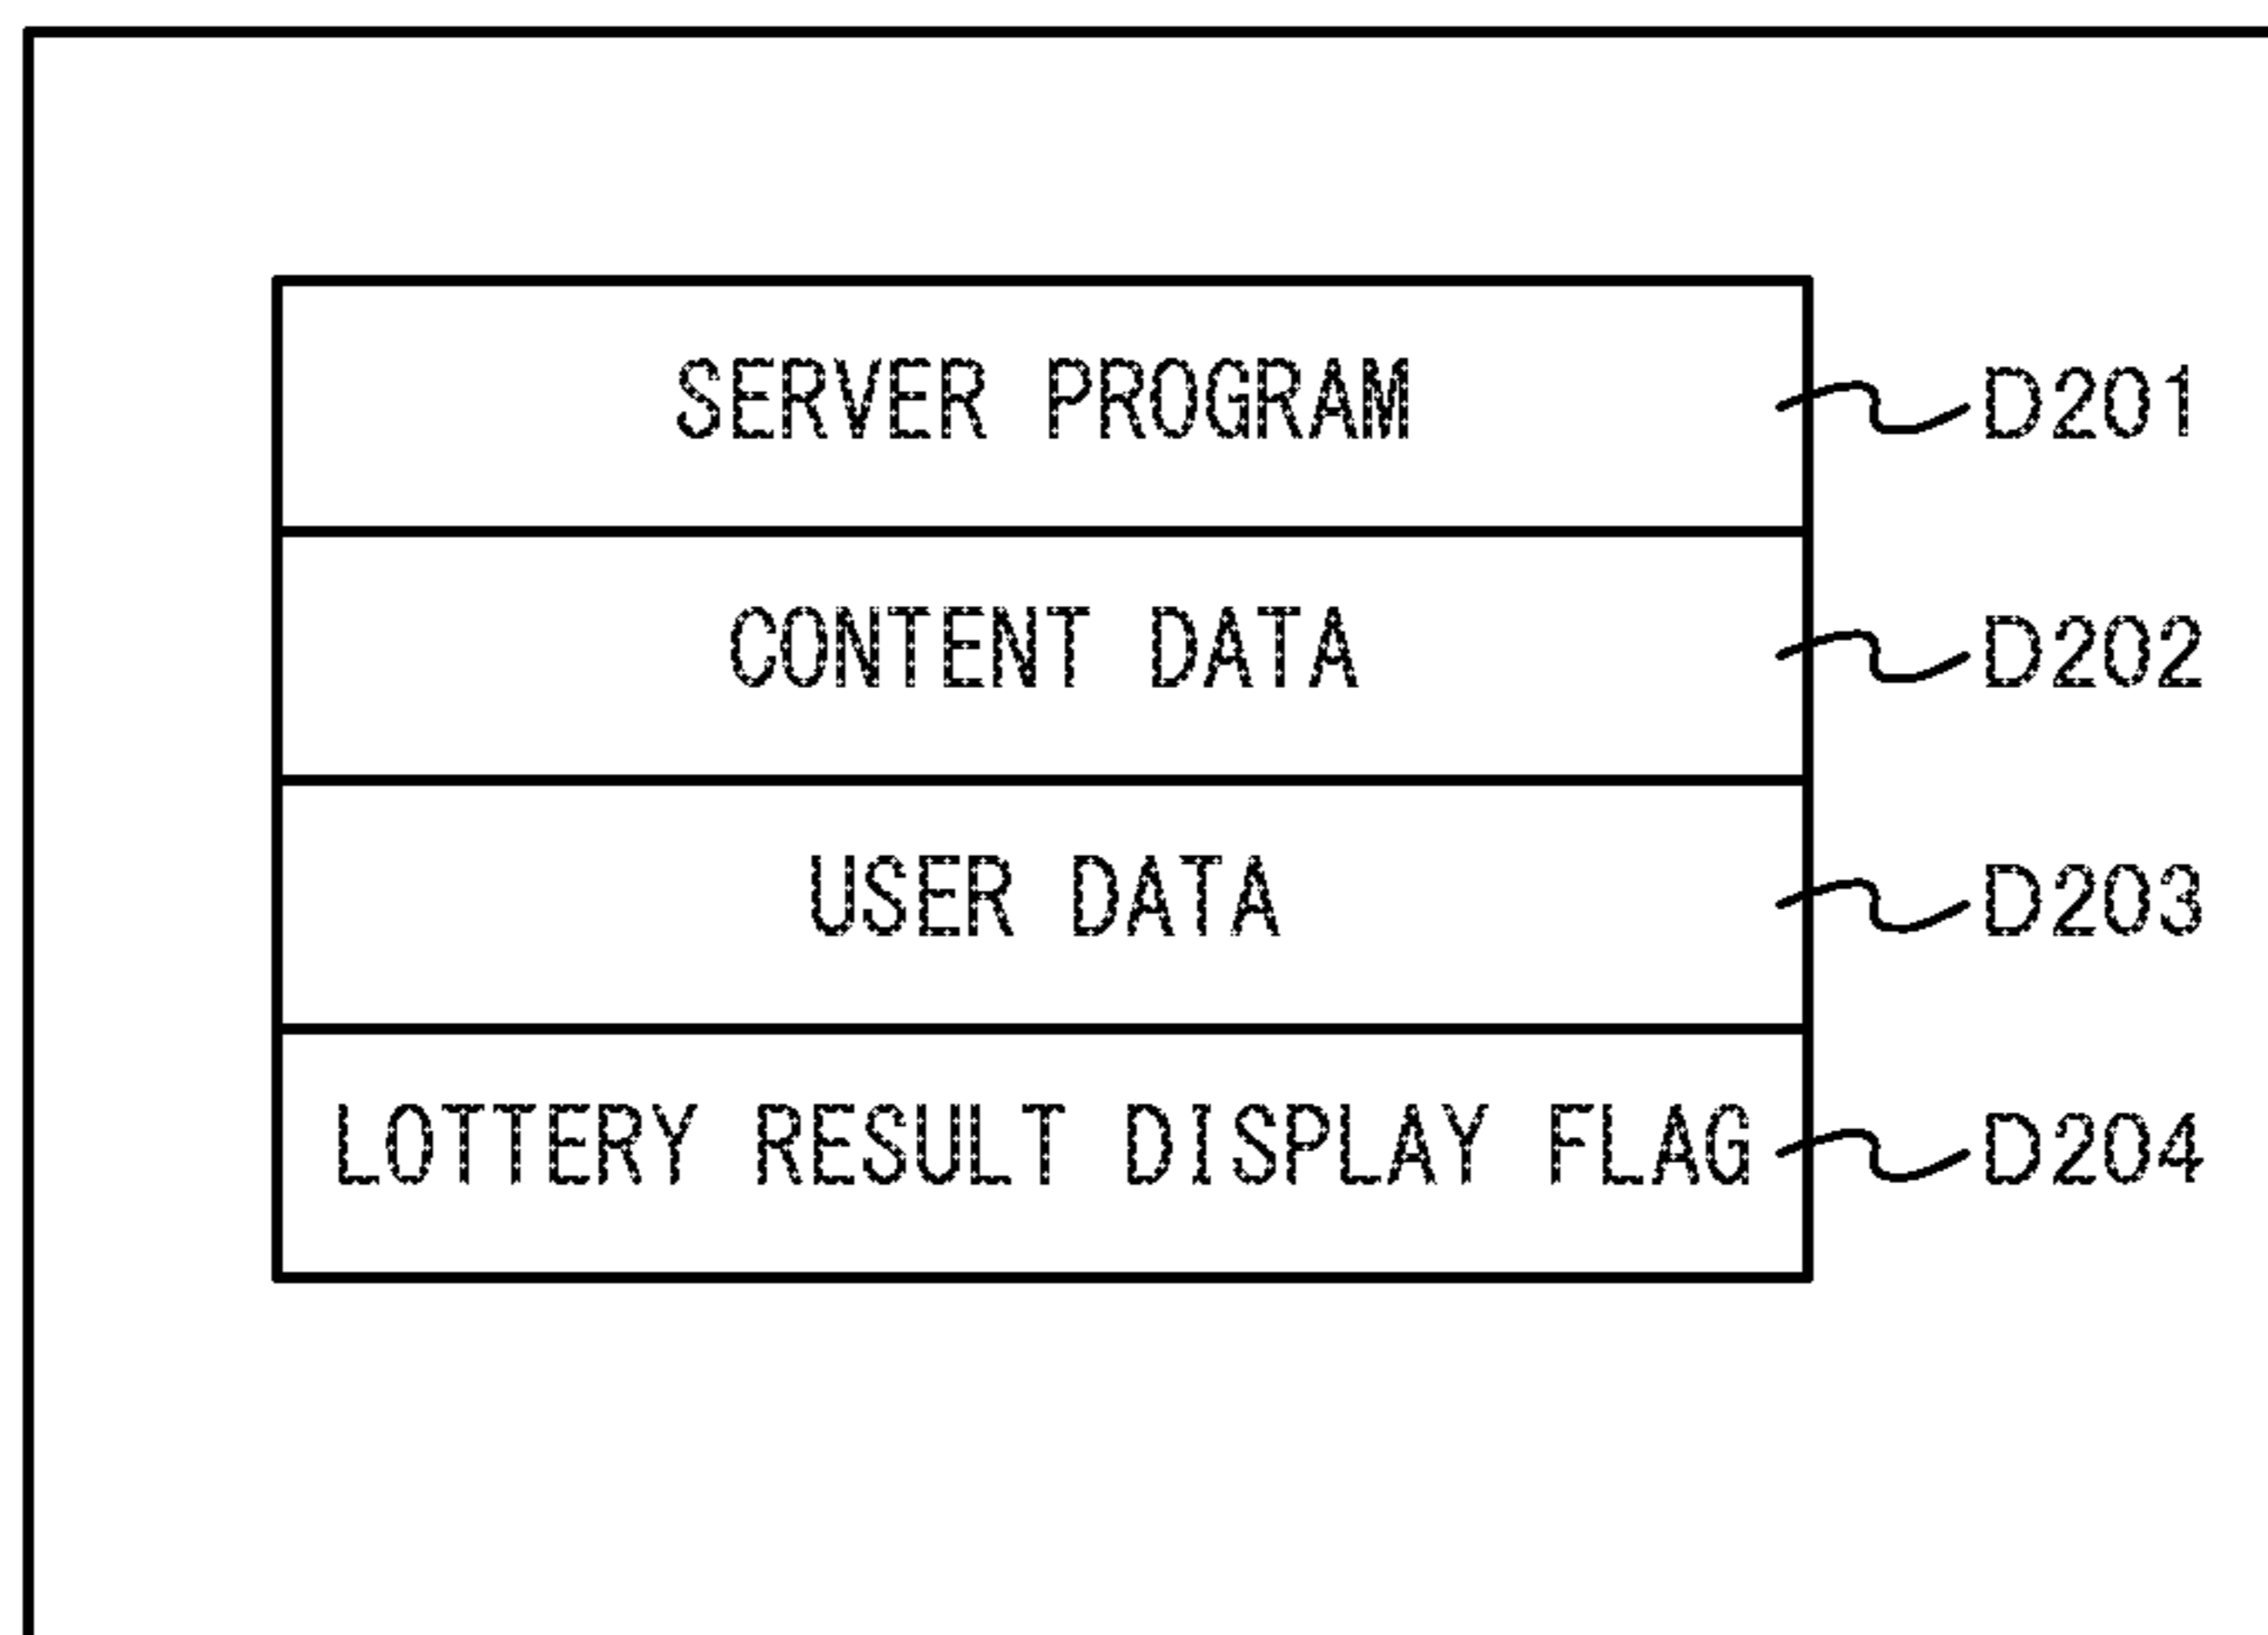 SERVER PROGRAM D201
CONTENT DATA D202
USER DATA D203
LOTTERY RESULT DISPLAY FLAG D204